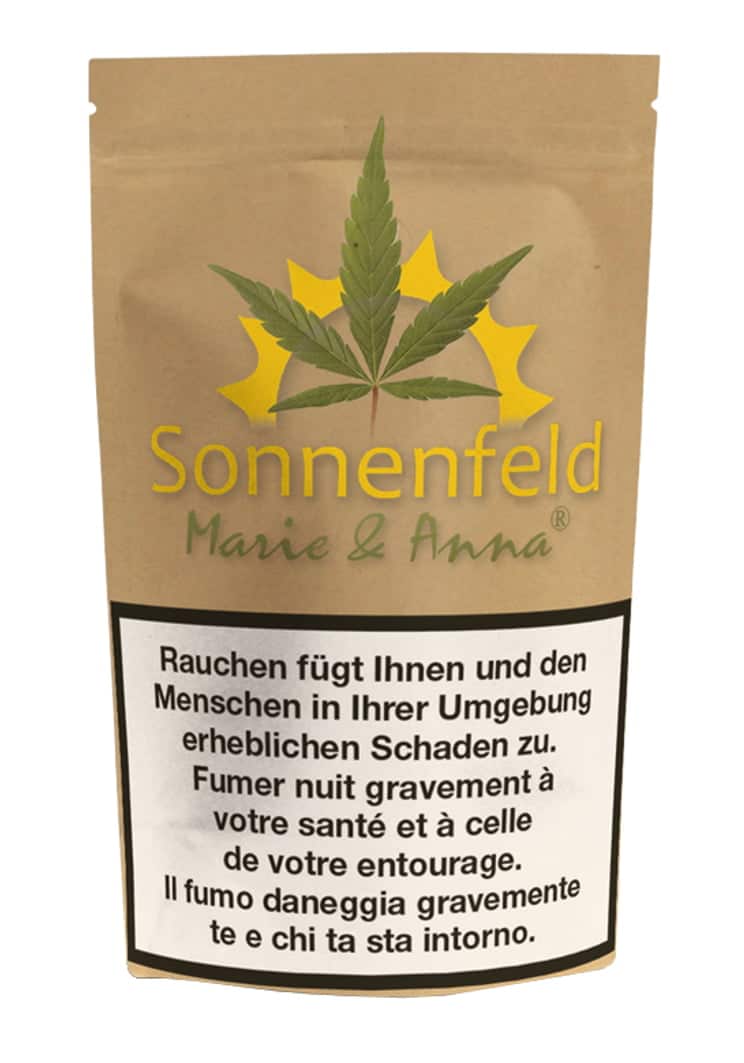 Sonnenfeld
Marie & Anna®
Rauchen fügt Ihnen und den
Menschen in Ihrer Umgebung
erheblichen Schaden zu.
Fumer nuit gravement à
votre santé et à celle
de votre entourage.
Il fumo daneggia gravemente
te e chi ta sta intorno.